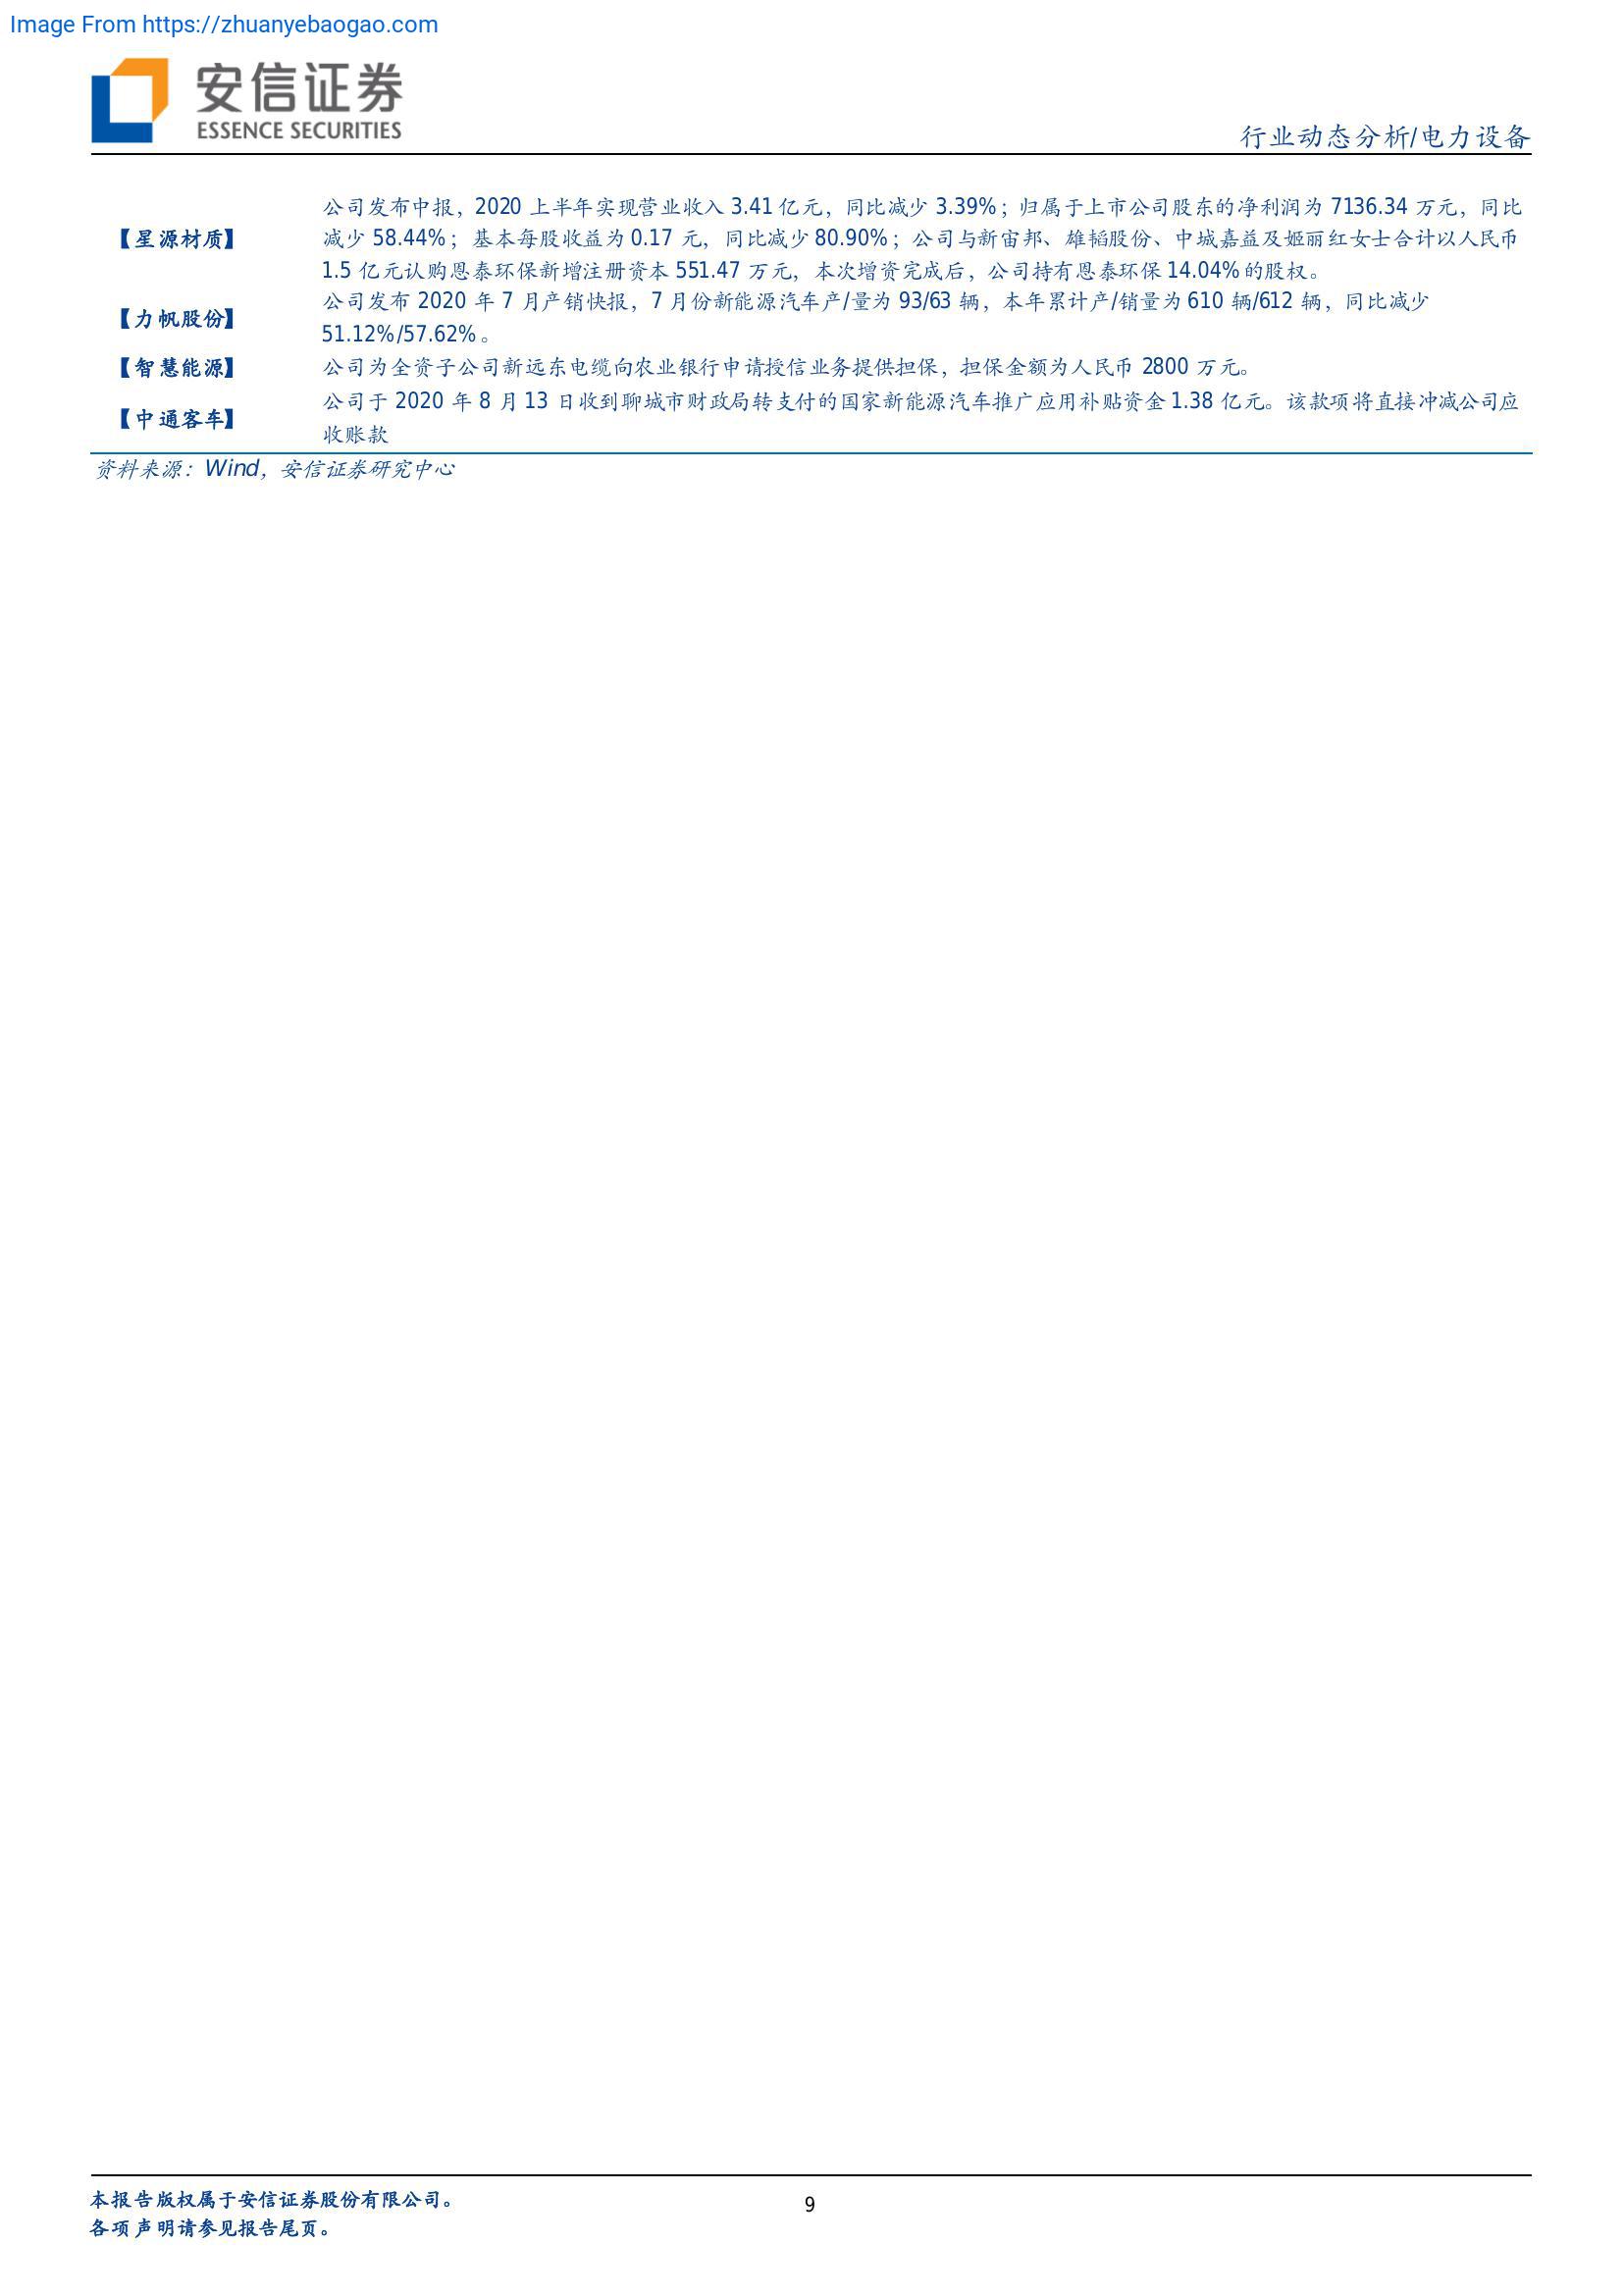 Image From https://zhuanyebaogao.com
安信证券
ESSENCE SECURITIES
行业动态分析/电力设备
【星源材质】
公司发布中报，2020 上半年实现营业收入 3.41 亿元，同比减少 3.39%；归属于上市公司股东的净利润为 7136.34 万元，同比
减少 58.44%；基本每股收益为 0.17 元，同比减少 80.90%；公司与新宙邦、雄韬股份、中城嘉益及姬丽红女士合计以人民币
1.5 亿元认购恩泰环保新增注册资本 551.47 万元，本次增资完成后，公司持有恩泰环保 14.04%的股权。
【力帆股份】
公司发布 2020 年 7 月产销快报，7 月份新能源汽车产/量为 93/63 辆，本年累计产/销量为 610 辆/612 辆，同比减少
51.12%/57.62%。
【智慧能源】
公司为全资子公司新远东电缆向农业银行申请授信业务提供担保，担保金额为人民币 2800 万元。
【中通客车】
公司于 2020 年 8 月 13 日收到聊城市财政局转支付的国家新能源汽车推广应用补贴资金 1.38 亿元。该款项将直接冲减公司应
收账款
资料来源：Wind，安信证券研究中心
本报告版权属于安信证券股份有限公司。
各项声明请参见报告尾页。
9